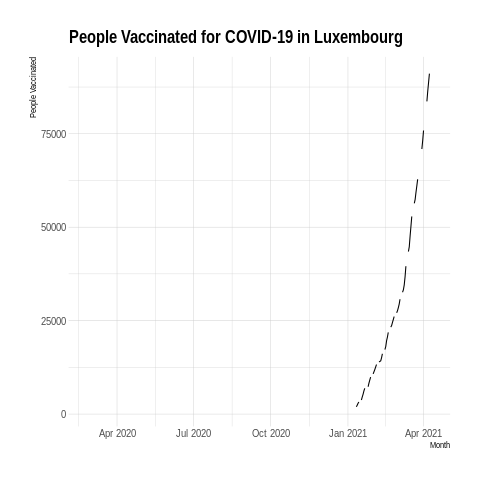 People Vaccinated for COVID-19 in Luxembourg
People Vaccinated
75000
50000
25000
0
Apr 2020 Jul 2020 Oct 2020 Jan 2021 Apr 2021
Month